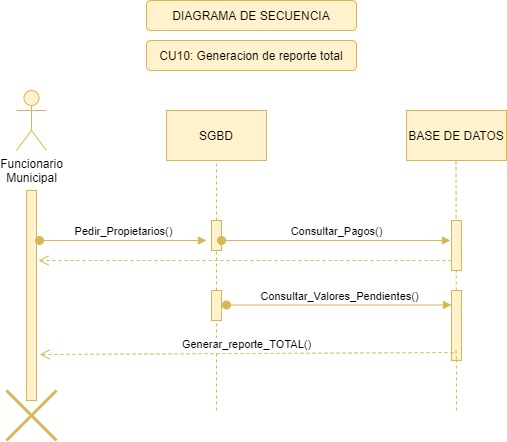 DIAGRAMA DE SECUENCIA
CU10: Generacion de reporte total
SGBD
BASE DE DATOS
Funcionario
Municipal
Pedir_Propietarios()
Consultar_Pagos()
Consultar_Valores_Pendientes()
Generar_reporte_TOTAL()